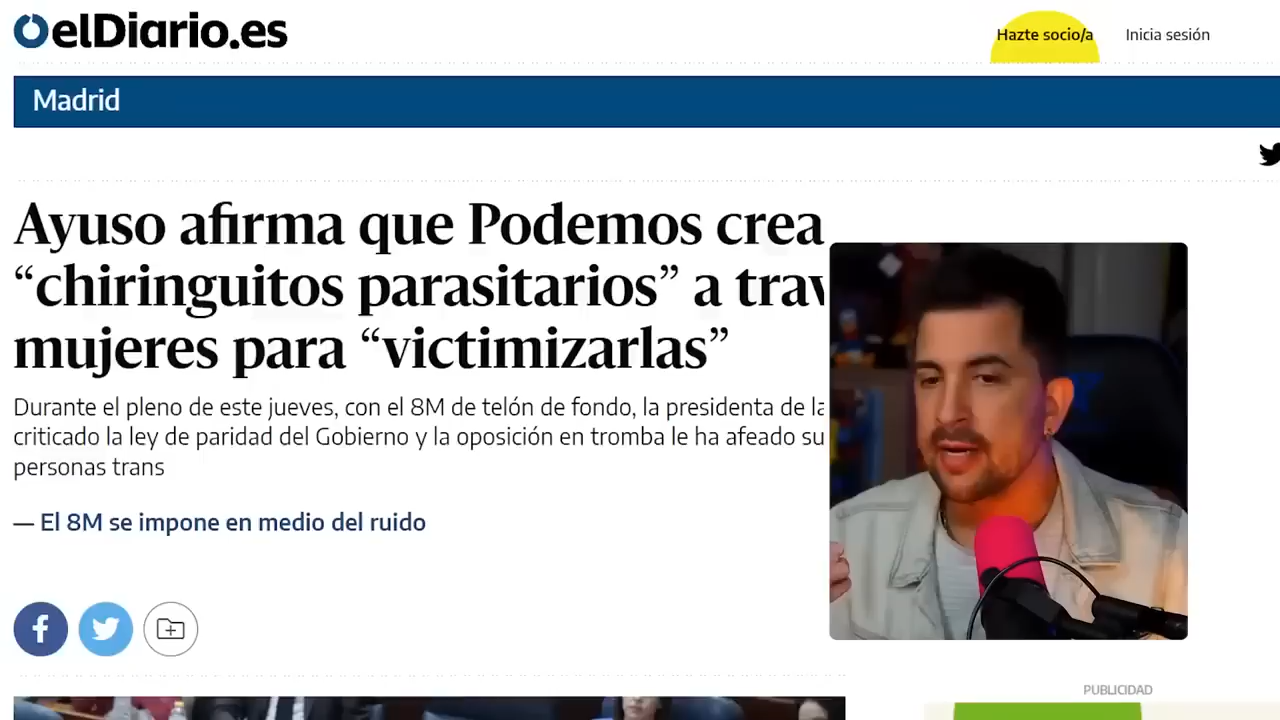 elDiario.es
Hazte socio/a
Inicia sesión
Madrid
Ayuso afirma que Podemos crea
“chiringuitos parasitarios” a
mujeres para “victimizarlas”
Durante el pleno de este jueves, con el 8M de telón de fondo, la presidenta de la
criticado la ley de paridad del Gobierno y la oposición en tromba le ha afeado su
personas trans
— El 8M se impone en medio del ruido
PUBLICIDAD